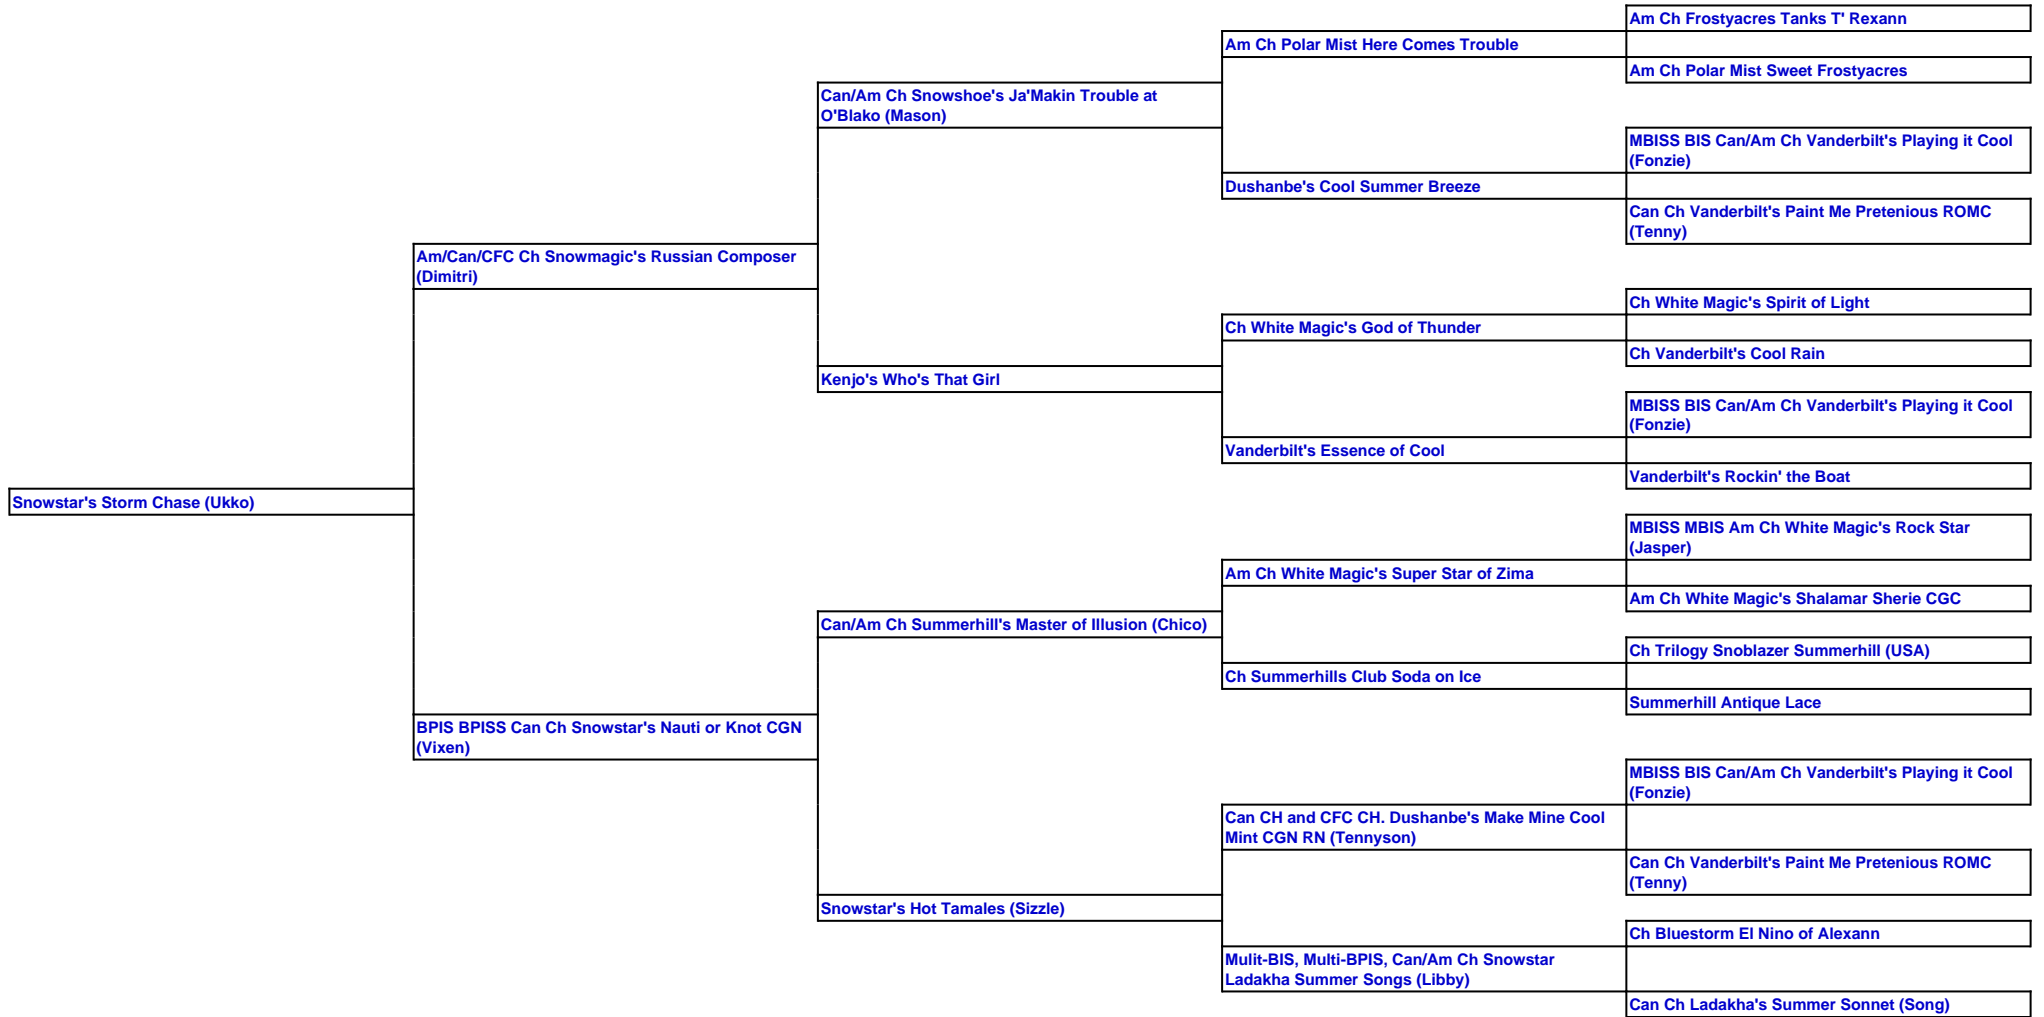 Am Ch Frostyacres Tanks T' Rexann
Am Ch Polar Mist Here Comes Trouble
Am Ch Polar Mist Sweet Frostyacres
Can/Am Ch Snowshoe's Ja'Makin Trouble at
O'Blako (Mason)
MBISS BIS Can/Am Ch Vanderbilt's Playing it Cool
(Fonzie)
Dushanbe's Cool Summer Breeze
Can Ch Vanderbilt's Paint Me Pretenious ROMC
(Tenny)
Am/Can/CFC Ch Snowmagic's Russian Composer
(Dimitri)
Ch White Magic's Spirit of Light
Ch White Magic's God of Thunder
Ch Vanderbilt's Cool Rain
Kenjo's Who's That Girl
MBISS BIS Can/Am Ch Vanderbilt's Playing it Cool
(Fonzie)
Vanderbilt's Essence of Cool
Vanderbilt's Rockin' the Boat
Snowstar's Storm Chase (Ukko)
MBISS MBIS Am Ch White Magic's Rock Star
(Jasper)
Am Ch White Magic's Super Star of Zima
Am Ch White Magic's Shalamar Sherie CGC
Can/Am Ch Summerhill's Master of Illusion (Chico)
Ch Trilogy Snoblazer Summerhill (USA)
Ch Summerhills Club Soda on Ice
Summerhill Antique Lace
BPIS BPISS Can Ch Snowstar's Nauti or Knot CGN
(Vixen)
MBISS BIS Can/Am Ch Vanderbilt's Playing it Cool
(Fonzie)
Can CH and CFC CH. Dushanbe's Make Mine Cool
Mint CGN RN (Tennyson)
Can Ch Vanderbilt's Paint Me Pretenious ROMC
(Tenny)
Snowstar's Hot Tamales (Sizzle)
Ch Bluestorm El Nino of Alexann
Mulit-BIS, Multi-BPIS, Can/Am Ch Snowstar
Ladakha Summer Songs (Libby)
Can Ch Ladakha's Summer Sonnet (Song)